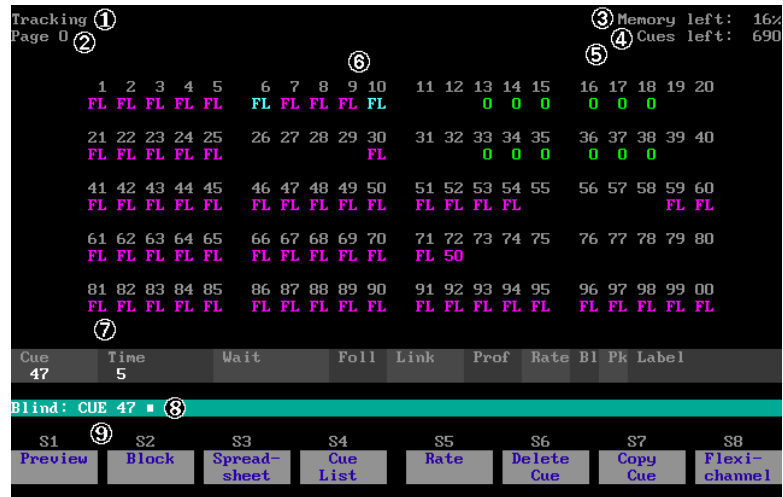 Tracking ① ③ Memory left: 16%
Page 0 ② ④ Cues left: 690
⑤
⑥
1 2 3 4 5 6 7 8 9 10 11 12 13 14 15 16 17 18 19 20
FL FL FL FL FL FL FL FL FL FL 0 0 0 0 0 0
21 22 23 24 25 26 27 28 29 30 31 32 33 34 35 36 37 38 39 40
FL FL FL FL FL FL 0 0 0 0 0 0
41 42 43 44 45 46 47 48 49 50 51 52 53 54 55 56 57 58 59 60
FL FL FL FL FL FL FL FL FL FL FL FL FL FL FL FL
61 62 63 64 65 66 67 68 69 70 71 72 73 74 75 76 77 78 79 80
FL FL FL FL FL FL FL FL FL FL FL 50
81 82 83 84 85 86 87 88 89 90 91 92 93 94 95 96 97 98 99 00
FL FL FL FL FL FL FL FL FL FL FL FL FL FL FL FL FL FL FL FL
⑦
Cue Time Wait Foll Link Prof Rate Bl Pk Label
47 5
Blind: CUE 47 ⑧
⑨
S1 S2 S3 S4 S5 S6 S7 S8
Preview Block Spread- Cue Rate Delete Copy Flexi-
sheet List Cue Cue channel